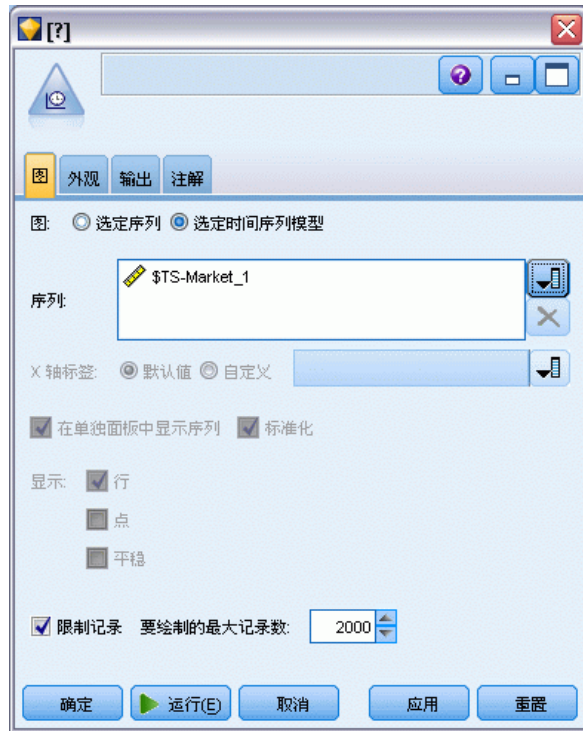 [?]
图 外观 输出 注解
图: 选定序列 选定时间序列模型
序列: $TS-Market_1
X 轴标签: 默认值 自定义
在单独面板中显示序列 标准化
显示: 行
点
平稳
限制记录 要绘制的最大记录数: 2000
确定 运行(E) 取消 应用 重置